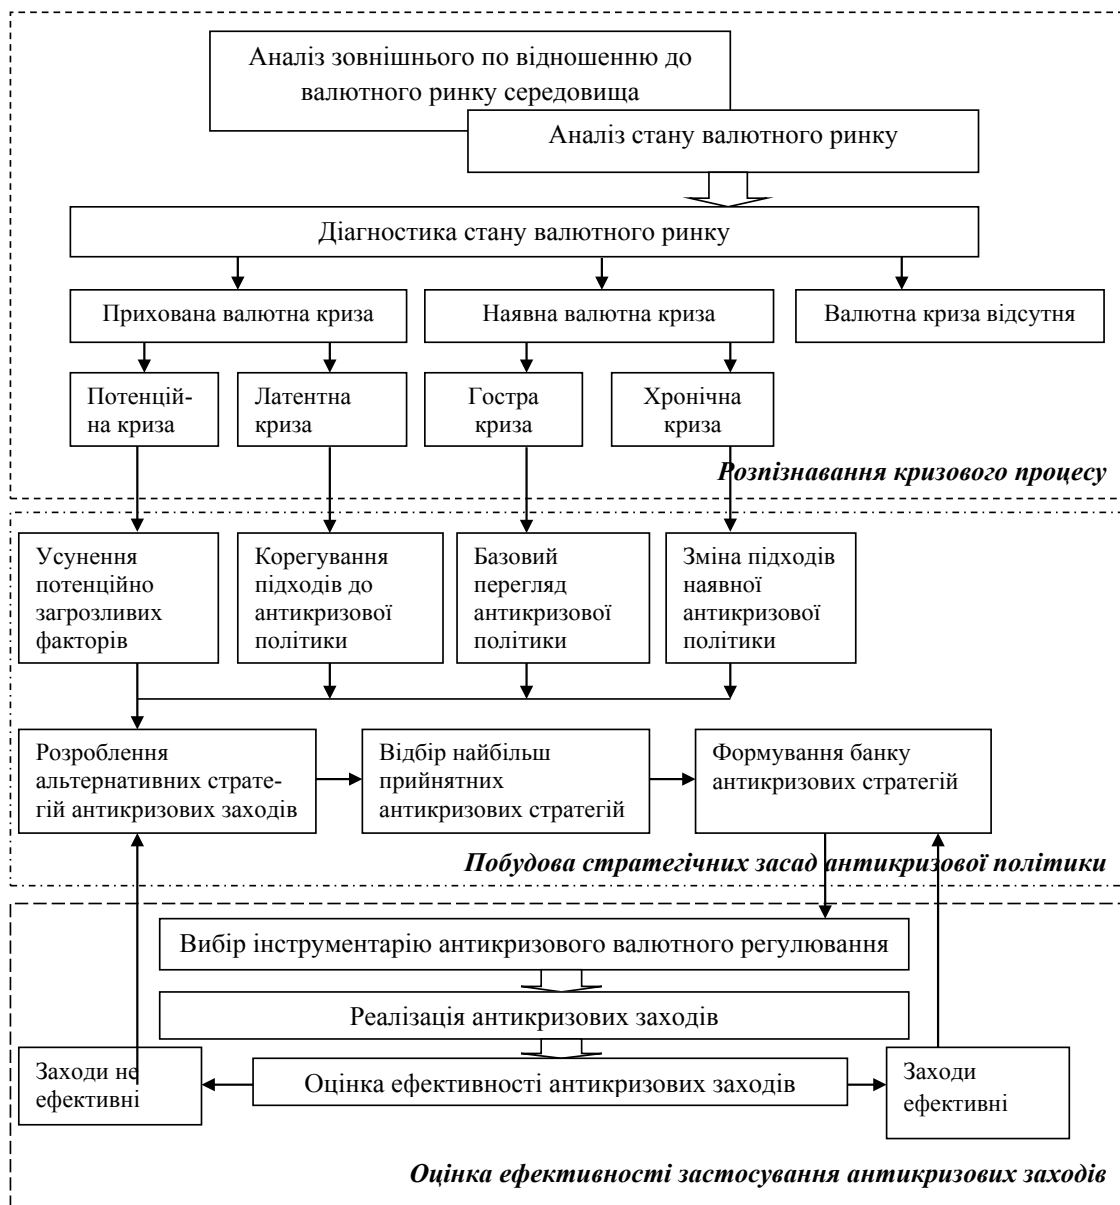 Аналіз зовнішнього по відношенню до
валютного ринку середовища
Аналіз стану валютного ринку
Діагностика стану валютного ринку
Прихована валютна криза
Наявна валютна криза
Валютна криза відсутня
Потенцій-
на криза
Латентна
криза
Гостра
криза
Хронічна
криза
Розпізнавання кризового процесу
Усунення
потенційно
загрозливих
факторів
Корегування
підходів до
антикризової
політики
Базовий
перегляд
антикризової
політики
Зміна підходів
наявної
антикризової
політики
Розроблення
альтернативних страте-
гій антикризових заходів
Відбір найбільш
прийнятних
антикризових стратегій
Формування банку
антикризових стратегій
Побудова стратегічних засад антикризової політики
Вибір інструментарію антикризового валютного регулювання
Реалізація антикризових заходів
Заходи не
ефективні
Оцінка ефективності антикризових заходів
Заходи
ефективні
Оцінка ефективності застосування антикризових заходів